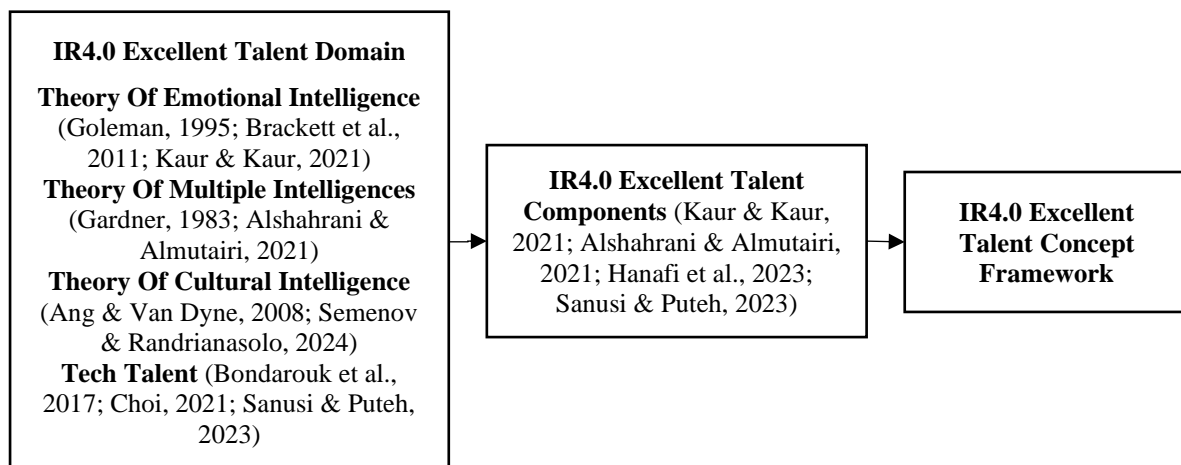 IR4.0 Excellent Talent Domain
Theory Of Emotional Intelligence
(Goleman, 1995; Brackett et al.,
2011; Kaur & Kaur, 2021)
Theory Of Multiple Intelligences
(Gardner, 1983; Alshahrani &
Almutairi, 2021)
Theory Of Cultural Intelligence
(Ang & Van Dyne, 2008; Semenov
& Randrianasolo, 2024)
Tech Talent (Bondarouk et al.,
2017; Choi, 2021; Sanusi & Puteh,
2023)
IR4.0 Excellent Talent
Components (Kaur & Kaur,
2021; Alshahrani & Almutairi,
2021; Hanafi et al., 2023;
Sanusi & Puteh, 2023)
IR4.0 Excellent
Talent Concept
Framework